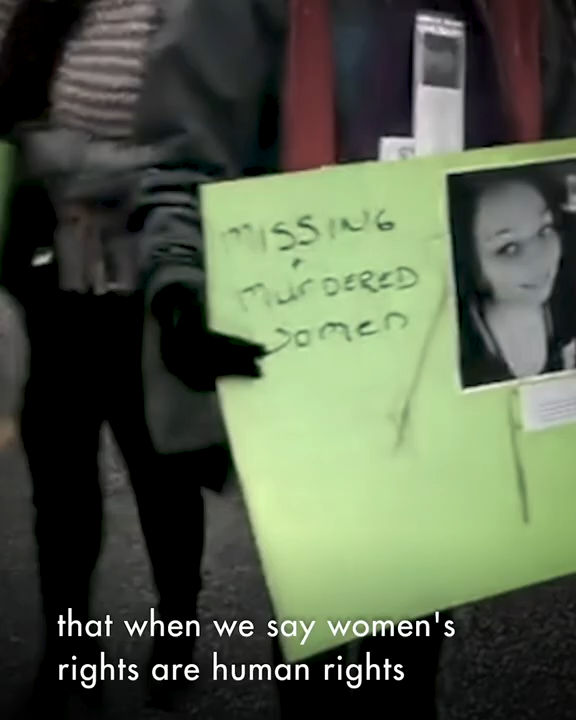 MISSING
+
MURDERED
women
that when we say women's
rights are human rights